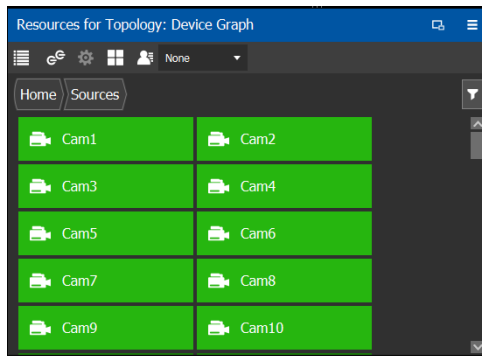 Resources for Topology: Device Graph
None
Home Sources
Cam1 Cam2
Cam3 Cam4
Cam5 Cam6
Cam7 Cam8
Cam9 Cam10